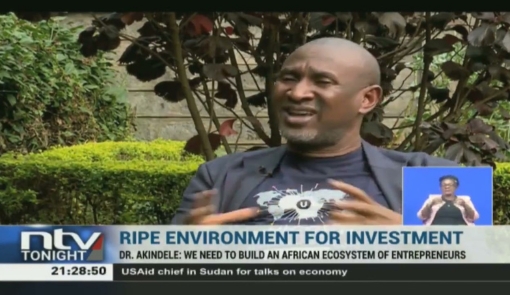 U
ntv
RIPE ENVIRONMENT FOR INVESTMENT
TONIGHT
DR. AKINDELE: WE NEED TO BUILD AN AFRICAN ECOSYSTEM OF ENTREPRENEURS
21:28:50
USAid chief in Sudan for talks on economy